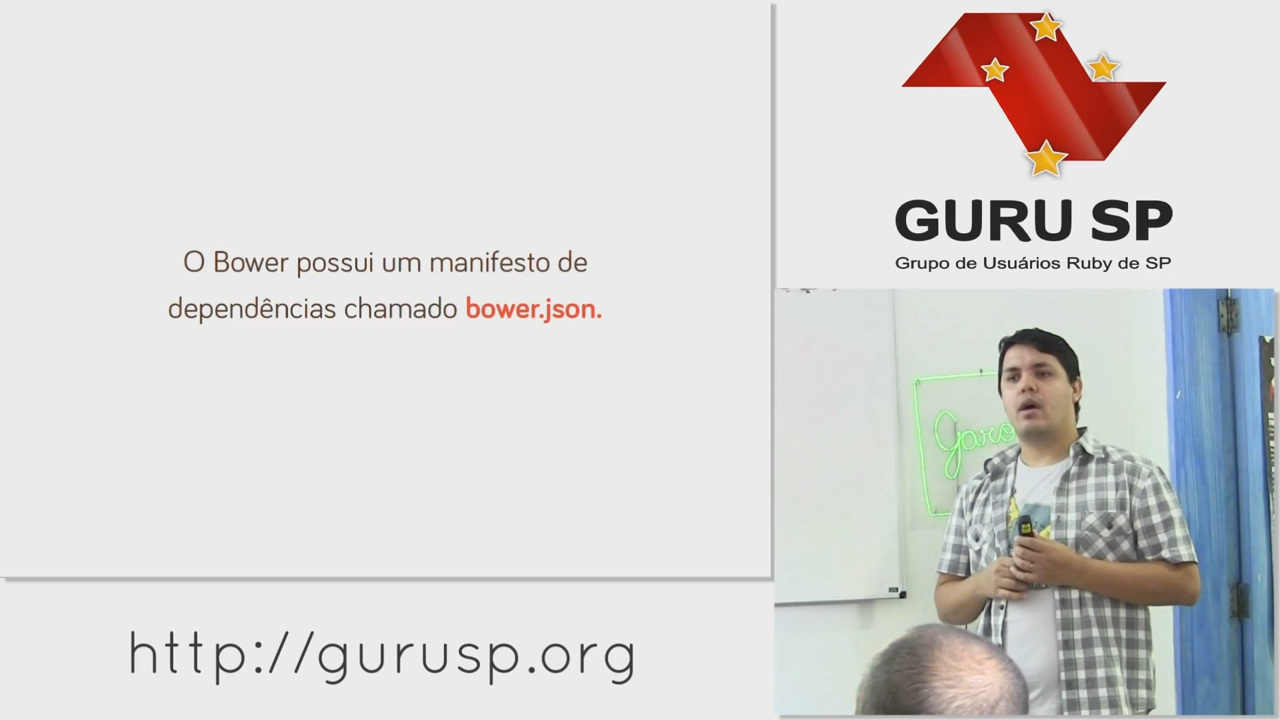 O Bower possui um manifesto de
dependências chamado bower.json.
GURU SP
Grupo de Usuários Ruby de SP
http://gurusp.org